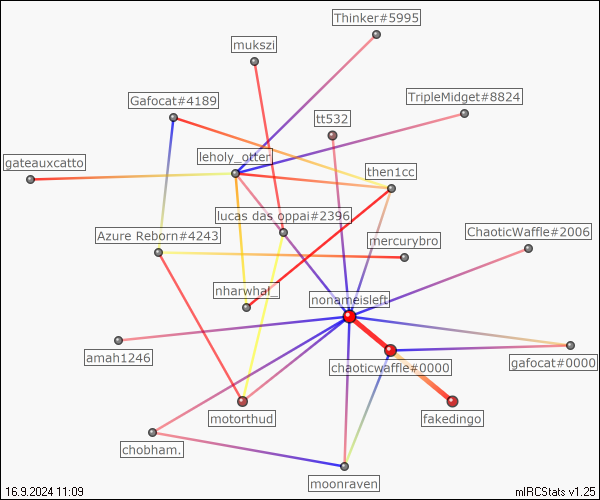 Thinker#5995
mukszi
Gafocat#4189
TripleMidget#8824
tt532
leholy_otter
gateauxcatto
then1cc
lucas das oppai#2396
ChaoticWaffle#2006
Azure Reborn#4243
mercurybro
nharwhal_
nonameisleft
amah1246
gafocat#0000
chaoticwaffle#0000
motorthud
fakedingo
chobham.
moonraven
16.9.2024 11:09
mIRCStats v1.25